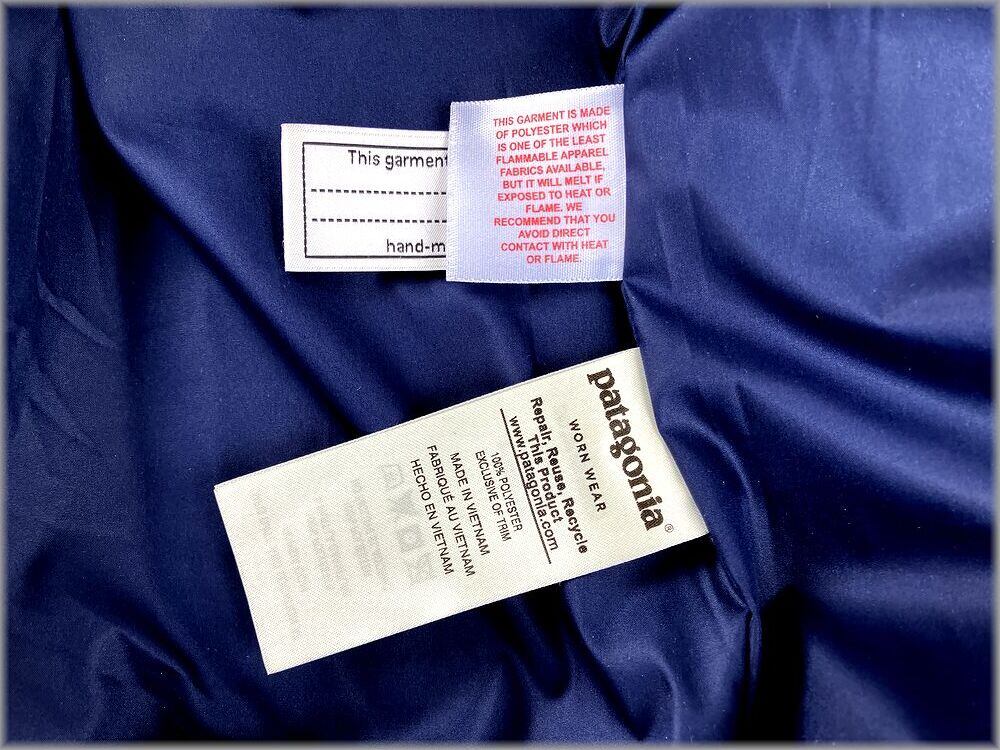 This garment
hand-m
THIS GARMENT IS MADE
OF POLYESTER WHICH
IS ONE OF THE LEAST
FLAMMABLE APPAREL
FABRICS AVAILABLE,
BUT IT WILL MELT IF
EXPOSED TO HEAT OR
FLAME. WE
RECOMMEND THAT YOU
AVOID DIRECT
CONTACT WITH HEAT
OR FLAME.
patagonia®
WORN WEAR
Repair, Reuse, Recycle
This Product
www.patagonia.com
100% POLYESTER
EXCLUSIVE OF TRIM
MADE IN VIETNAM
FABRIQUÉ AU VIETNAM
HECHO EN VIETNAM